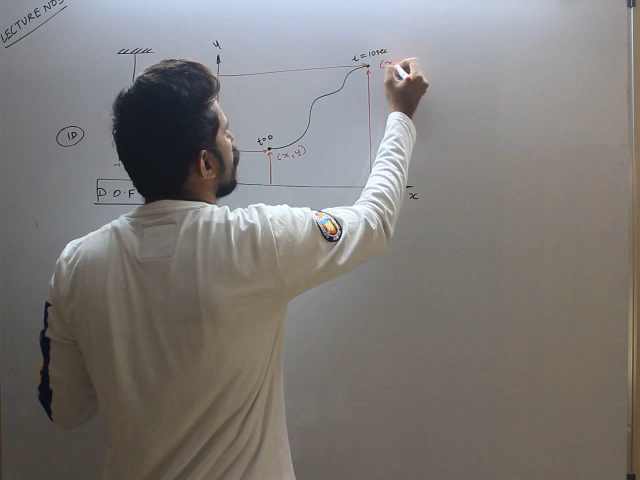 LECTURE NO:
y
t=10sec
(
1D
t=0
(x,y)
D.O.F
x